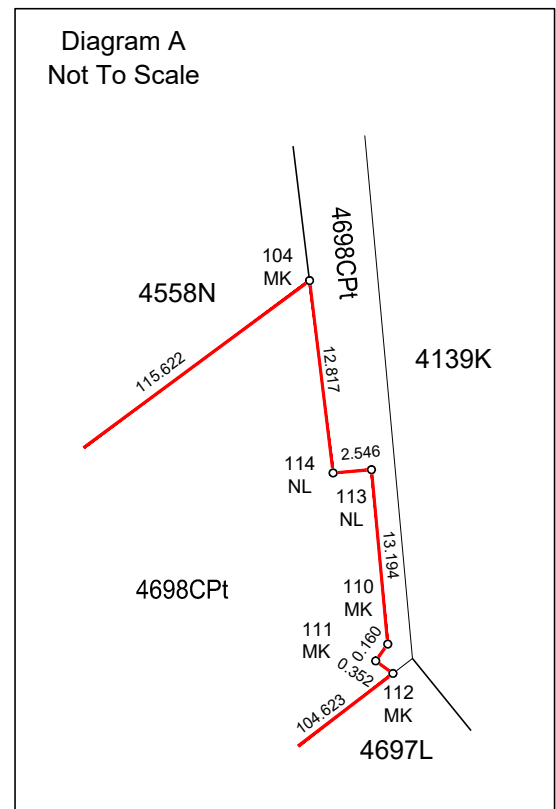 Diagram A
Not To Scale
4698CPt
104
MK
4558N
115.622
12.817
4139K
2.546
114
NL
113
NL
13.194
4698CPt
110
MK
111
MK
0.160
0.352
112
MK
104.623
4697L